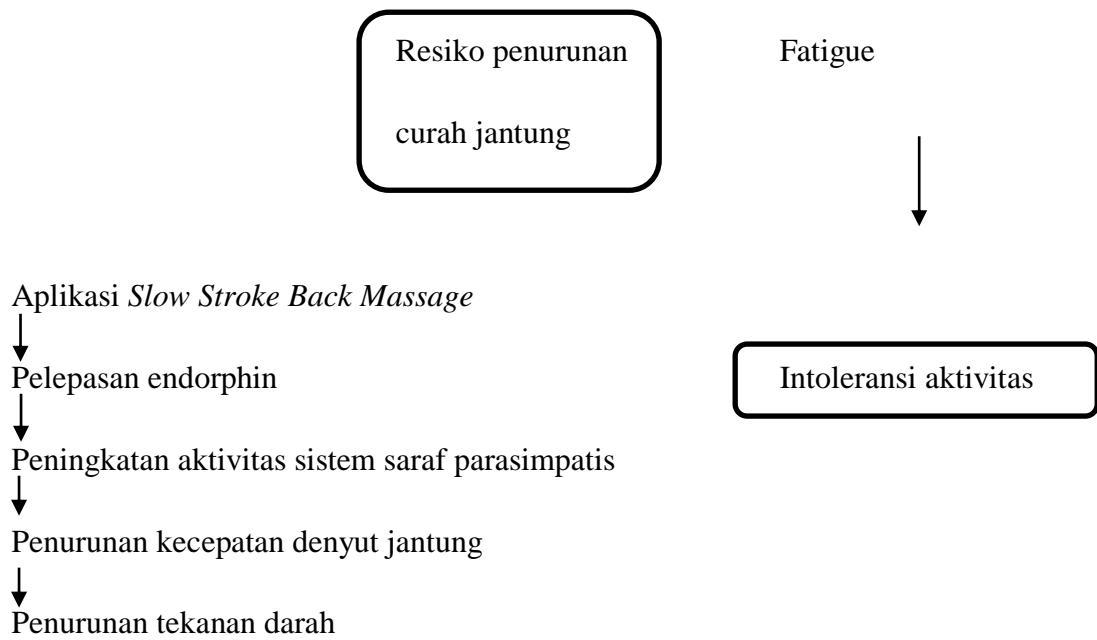 Resiko penurunan
curah jantung
Fatigue
Aplikasi Slow Stroke Back Massage
Pelepasan endorphin
Intoleransi aktivitas
Peningkatan aktivitas sistem saraf parasimpatis
Penurunan kecepatan denyut jantung
Penurunan tekanan darah